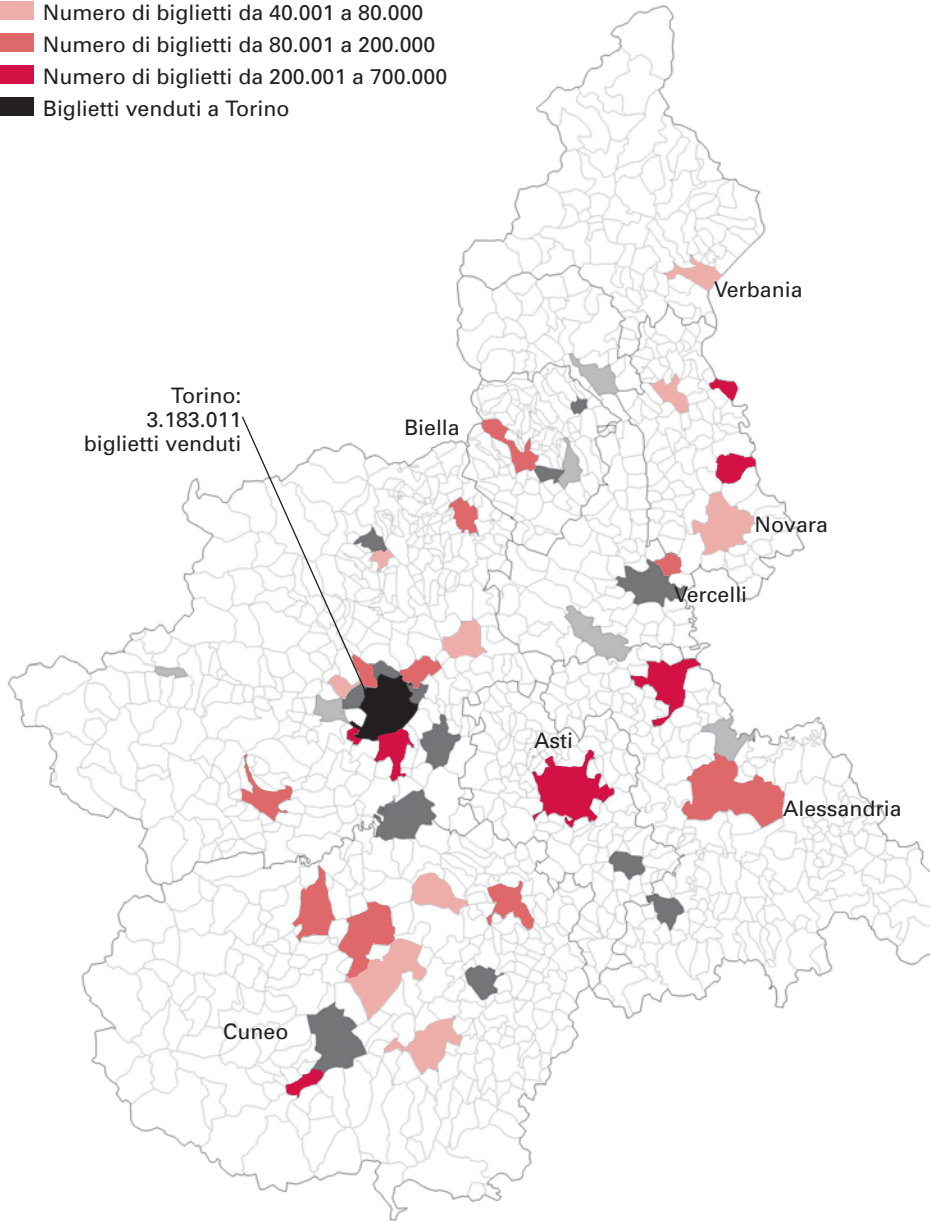 Numero di biglietti da 40.001 a 80.000
Numero di biglietti da 80.001 a 200.000
Numero di biglietti da 200.001 a 700.000
Biglietti venduti a Torino
Verbania
Torino:
3.183.011
biglietti venduti
Biella
Novara
Vercelli
Asti
Alessandria
Cuneo